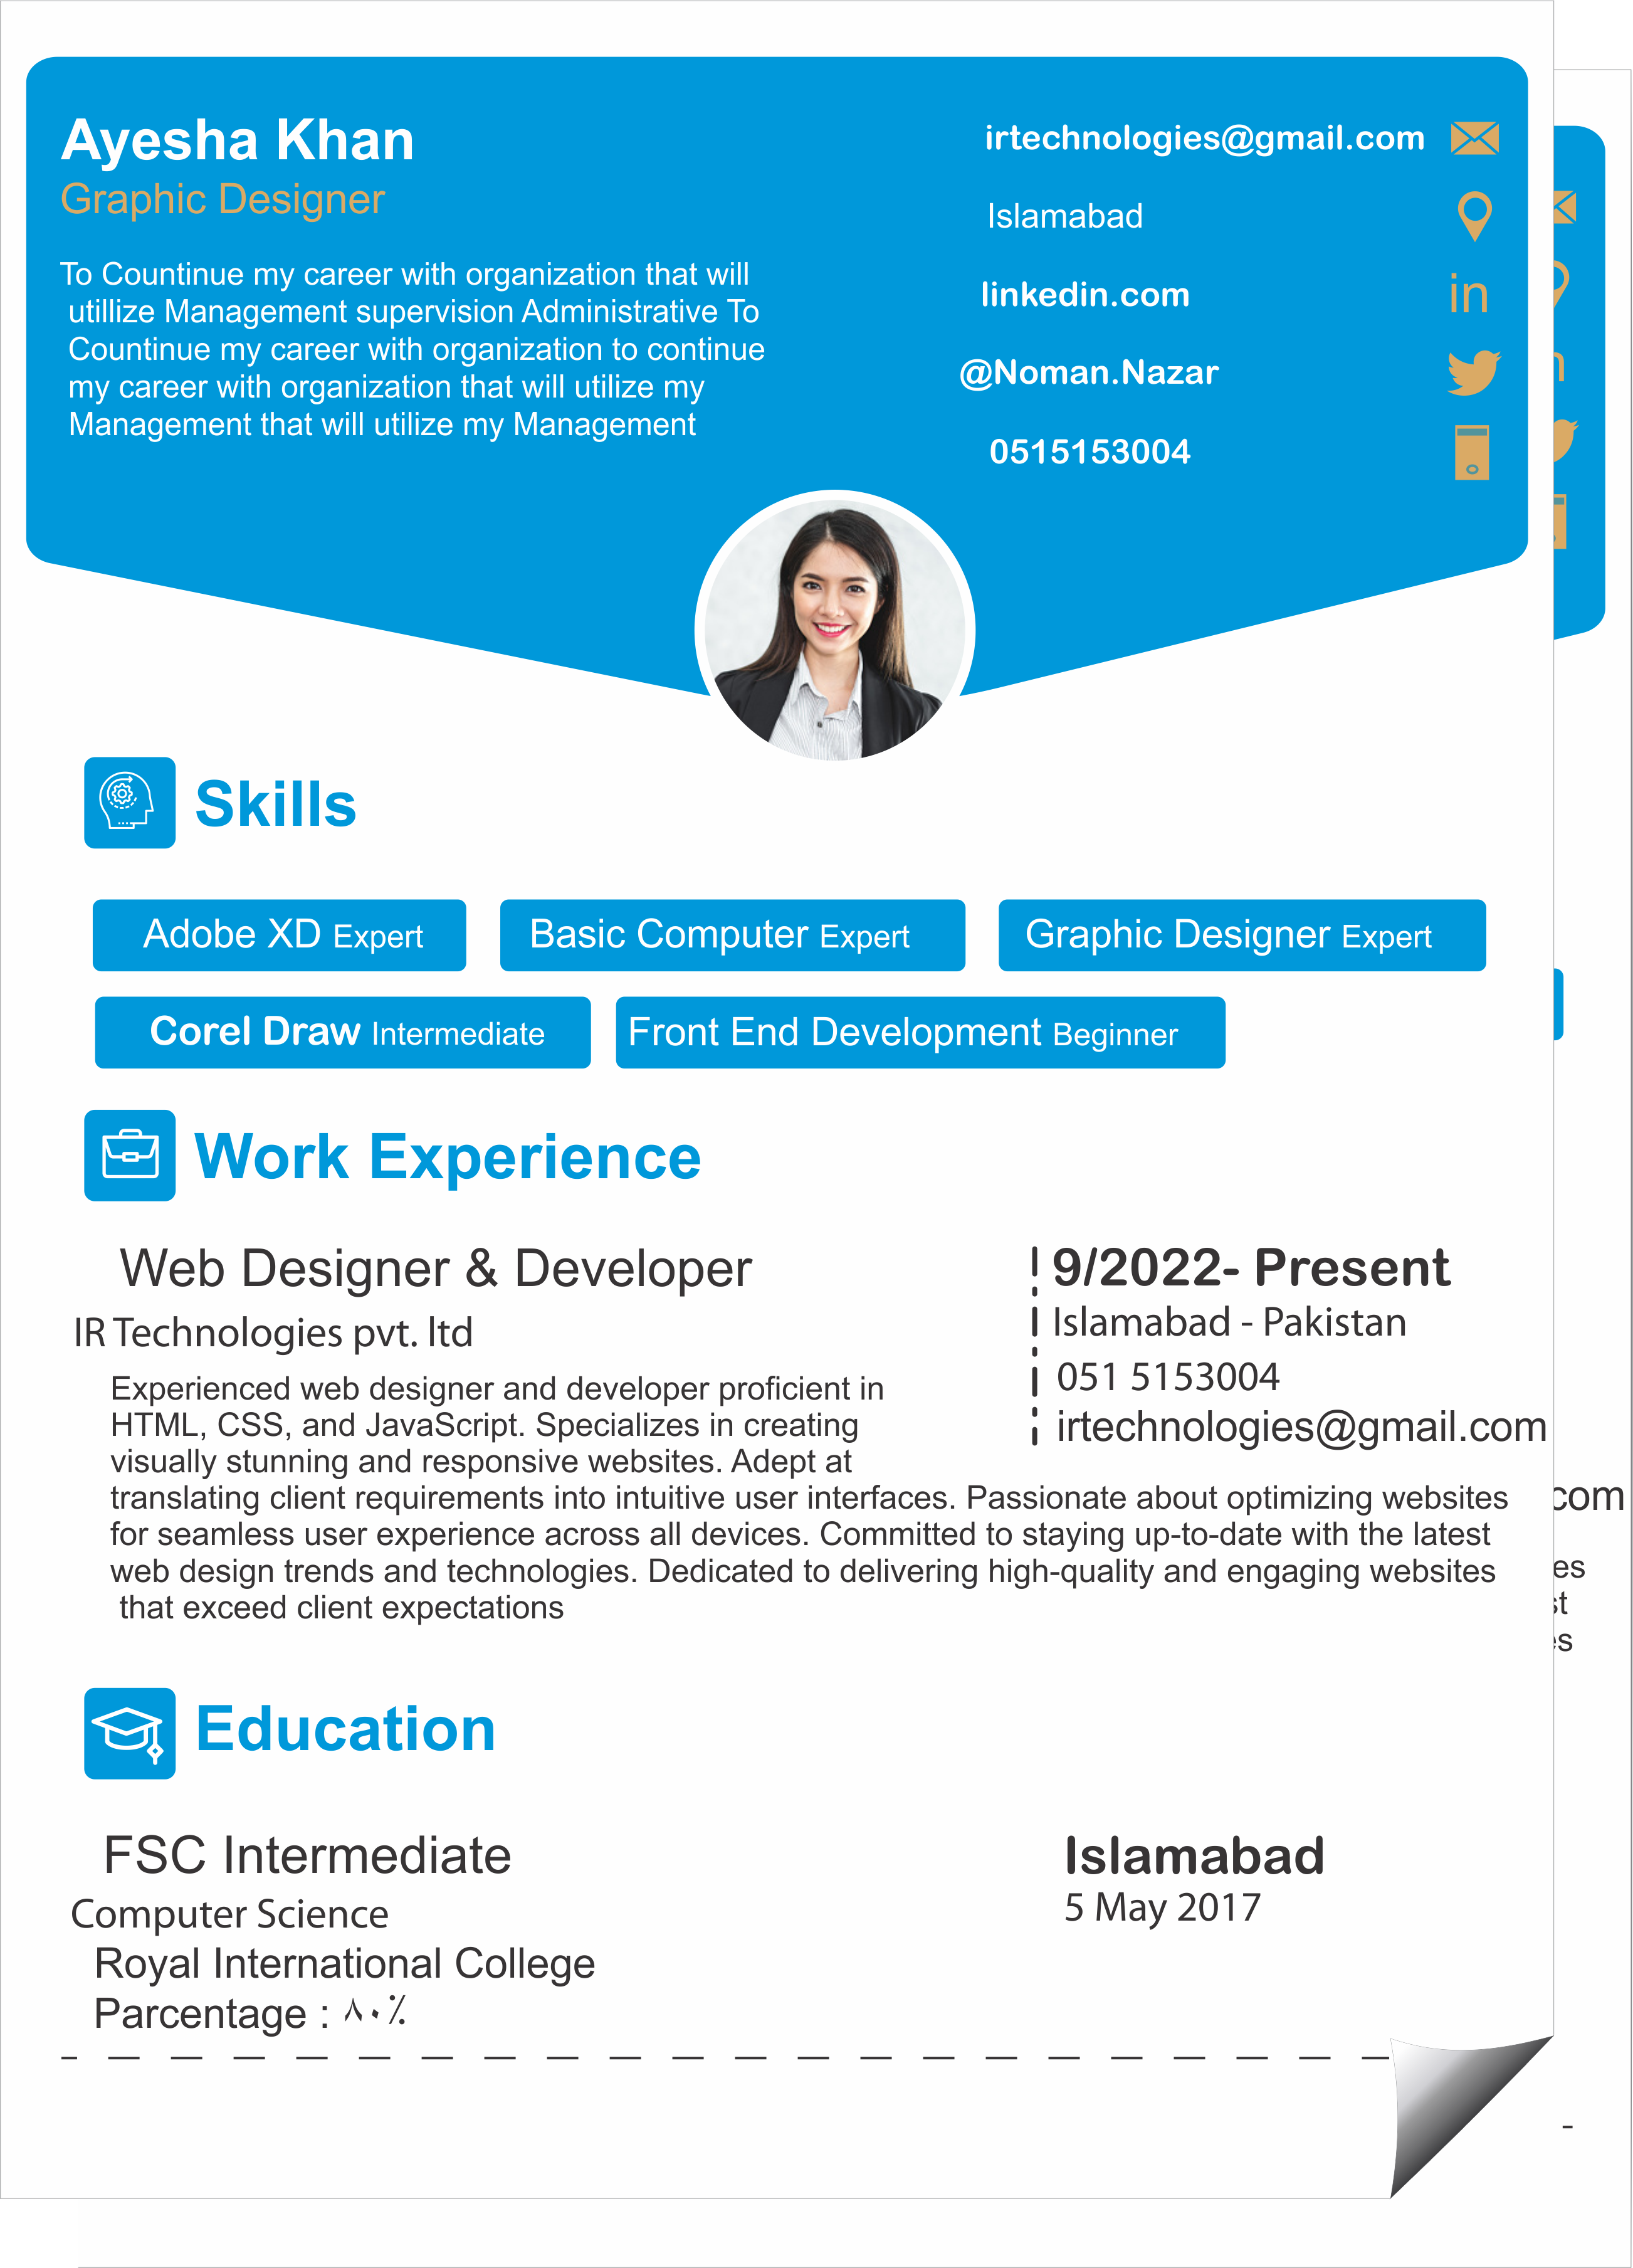 Ayesha Khan
Graphic Designer
To Countinue my career with organization that will
utillize Management supervision Administrative To
Countinue my career with organization to continue
my career with organization that will utilize my
Management that will utilize my Management
irtechnologies@gmail.com
Islamabad
linkedin.com
in
@Noman.Nazar
0515153004
Skills
Adobe XD Expert
Basic Computer Expert
Graphic Designer Expert
Corel Draw Intermediate
Front End Development Beginner
Work Experience
Web Designer & Developer
IR Technologies pvt. ltd
9/2022- Present
Islamabad - Pakistan
051 5153004
irtechnologies@gmail.com
Experienced web designer and developer proficient in
HTML, CSS, and JavaScript. Specializes in creating
visually stunning and responsive websites. Adept at
translating client requirements into intuitive user interfaces. Passionate about optimizing websites
for seamless user experience across all devices. Committed to staying up-to-date with the latest
web design trends and technologies. Dedicated to delivering high-quality and engaging websites
that exceed client expectations
com
es
st
es
Education
FSC Intermediate
Computer Science
Royal International College
Parcentage : ٨٠٪
Islamabad
5 May 2017